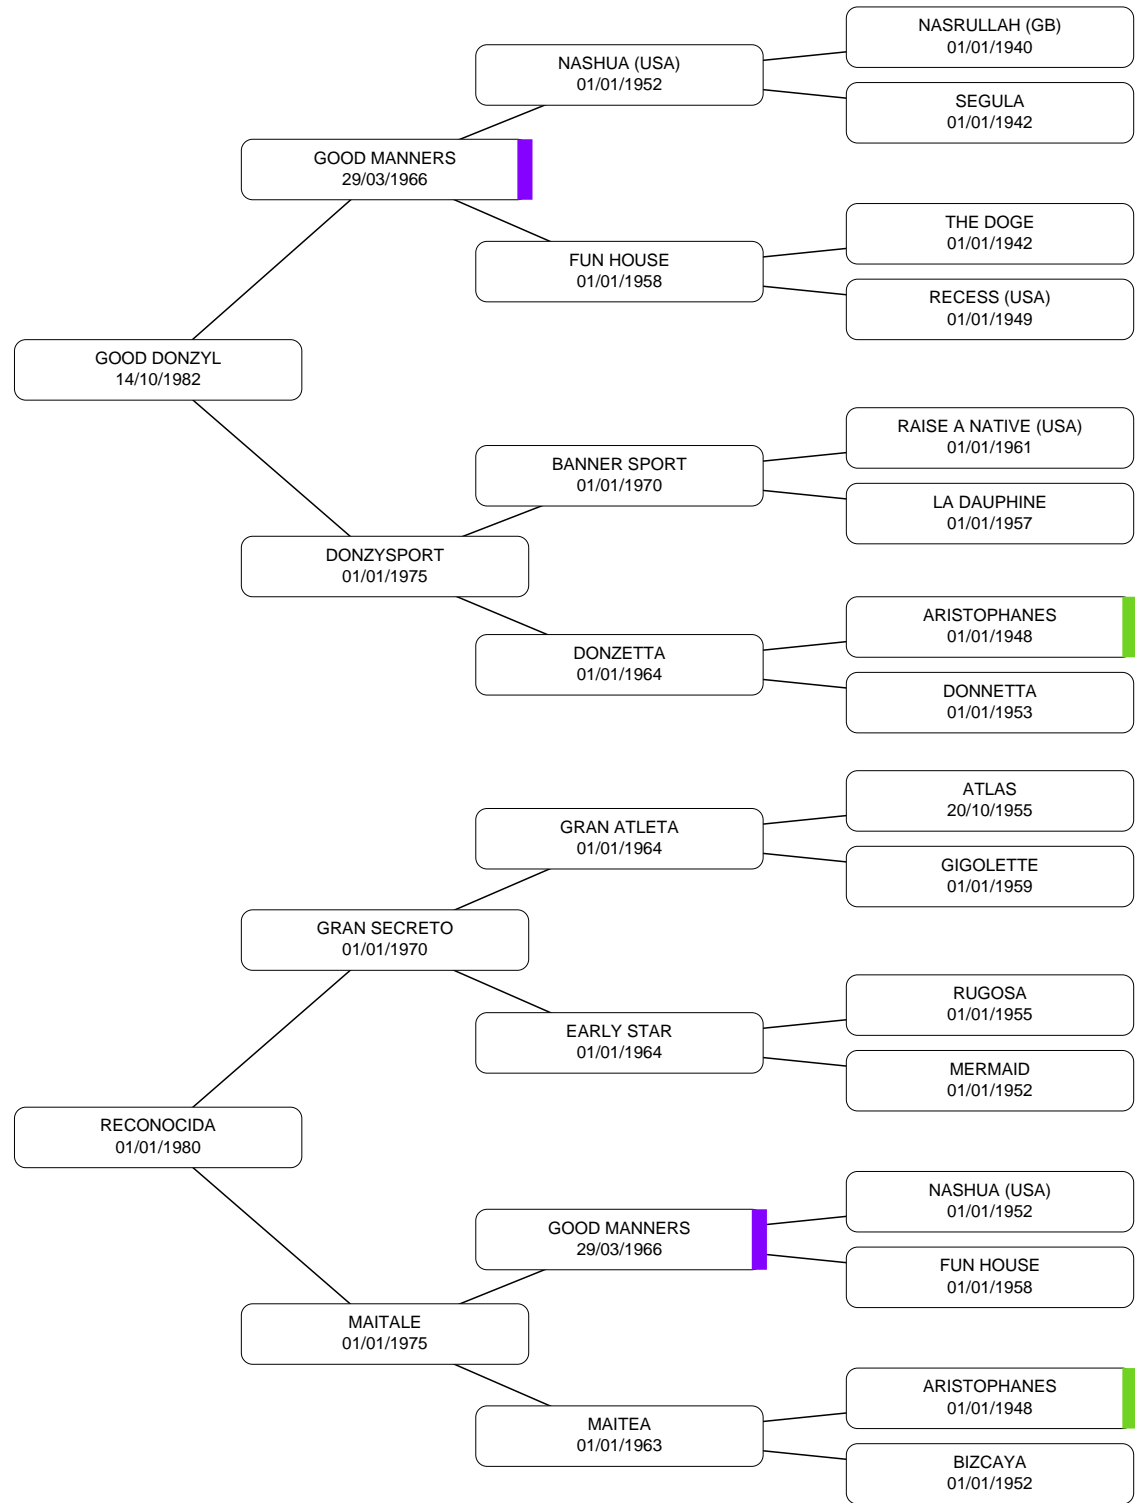 NASRULLAH (GB)
01/01/1940
NASHUA (USA)
01/01/1952
SEGULA
01/01/1942
GOOD MANNERS
29/03/1966
THE DOGE
01/01/1942
FUN HOUSE
01/01/1958
RECESS (USA)
01/01/1949
GOOD DONZYL
14/10/1982
RAISE A NATIVE (USA)
01/01/1961
BANNER SPORT
01/01/1970
LA DAUPHINE
01/01/1957
DONZYSPORT
01/01/1975
ARISTOPHANES
01/01/1948
DONZETTA
01/01/1964
DONNETTA
01/01/1953
ATLAS
20/10/1955
GRAN ATLETA
01/01/1964
GIGOLETTE
01/01/1959
GRAN SECRETO
01/01/1970
RUGOSA
01/01/1955
EARLY STAR
01/01/1964
MERMAID
01/01/1952
RECONOCIDA
01/01/1980
NASHUA (USA)
01/01/1952
GOOD MANNERS
29/03/1966
FUN HOUSE
01/01/1958
MAITALE
01/01/1975
ARISTOPHANES
01/01/1948
MAITEA
01/01/1963
BIZCAYA
01/01/1952